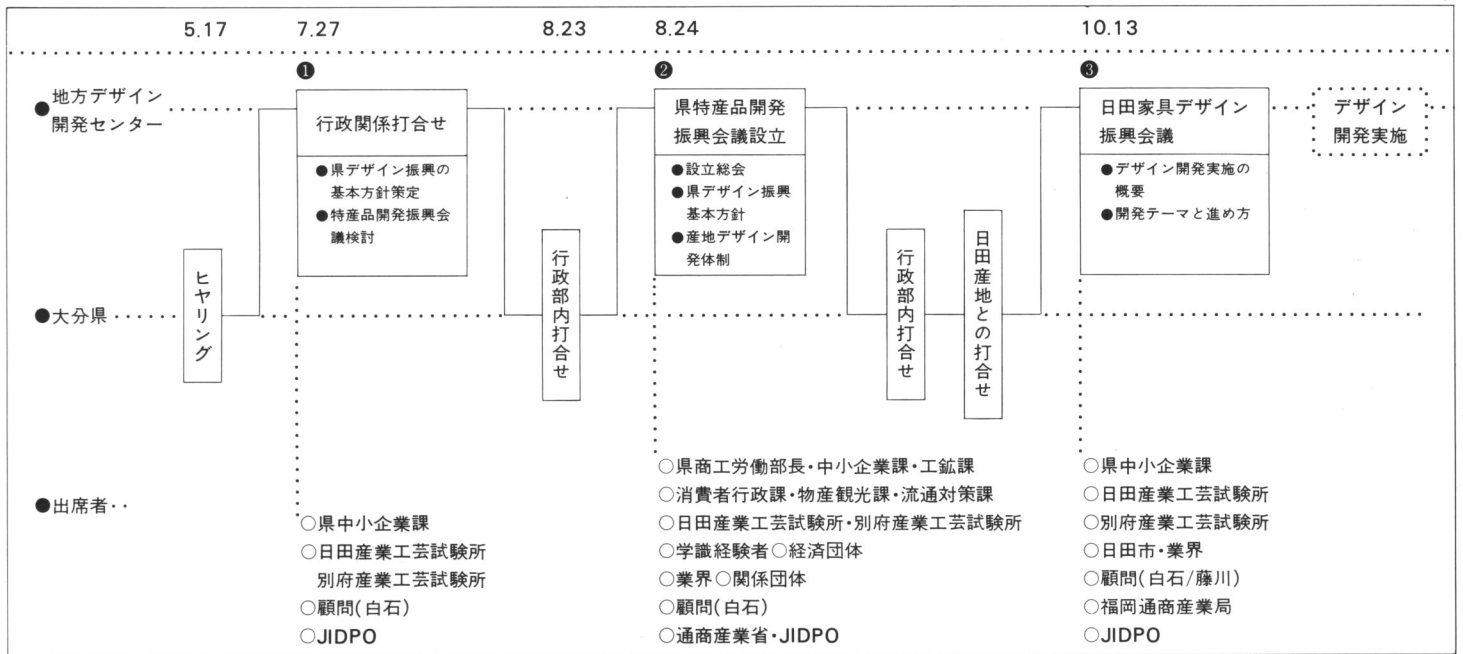 5.17 7.27 8.23 8.24 10.13
❶
❷
❸
●地方デザイン
開発センター
行政関係打合せ
●県デザイン振興の
基本方針策定
●特産品開発振興会
議検討
県特産品開発
振興会議設立
●設立総会
●県デザイン振興
基本方針
●産地デザイン開
発体制
日田家具デザイン
振興会議
●デザイン開発実施の
概要
●開発テーマと進め方
デザイン
開発実施
●大分県
ヒヤリング
行政部内打合せ
行政部内打合せ
日田産地との打合せ
●出席者
○県中小企業課
○日田産業工芸試験所
別府産業工芸試験所
○顧問(白石)
○JIDPO
○県商工労働部長・中小企業課・工鉱課
○消費者行政課・物産観光課・流通対策課
○日田産業工芸試験所・別府産業工芸試験所
○学識経験者○経済団体
○業界○関係団体
○顧問(白石)
○通商産業省・JIDPO
○県中小企業課
○日田産業工芸試験所
○別府産業工芸試験所
○日田市・業界
○顧問(白石/藤川)
○福岡通商産業局
○JIDPO